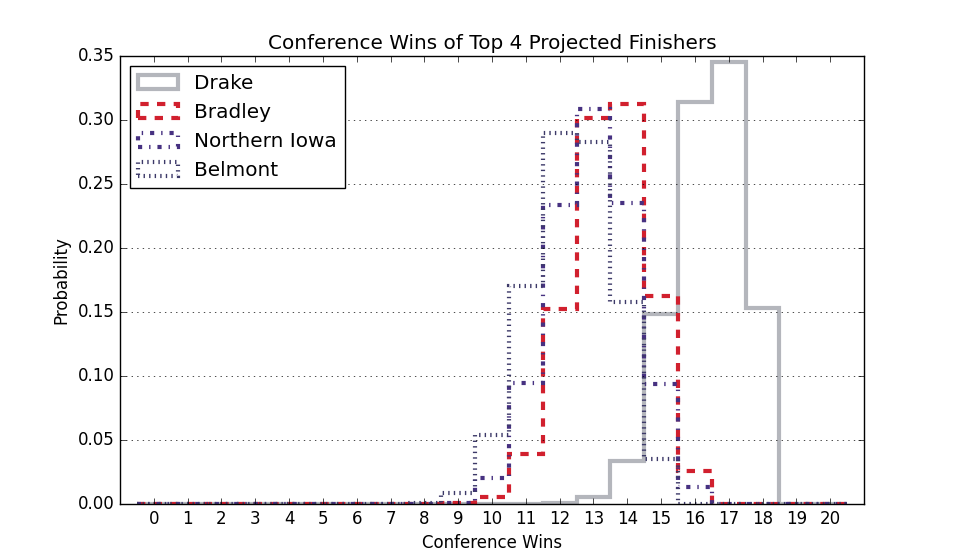 Conference Wins of Top 4 Projected Finishers
0.35
0.30
0.25
0.20
0.15
0.10
0.05
0.00
Probability
Drake
Bradley
Northern Iowa
Belmont
0 1 2 3 4 5 6 7 8 9 10 11 12 13 14 15 16 17 18 19 20
Conference Wins